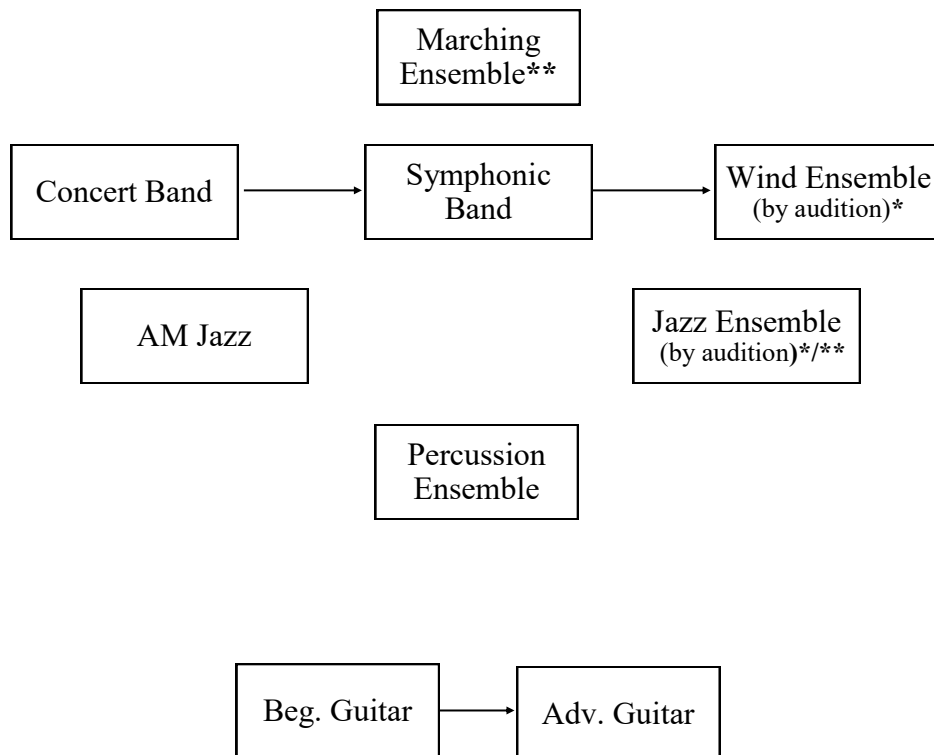 Marching
Ensemble**
Concert Band
Symphonic
Band
Wind Ensemble
(by audition)*
AM Jazz
Jazz Ensemble
(by audition)*/**
Percussion
Ensemble
Beg. Guitar
Adv. Guitar